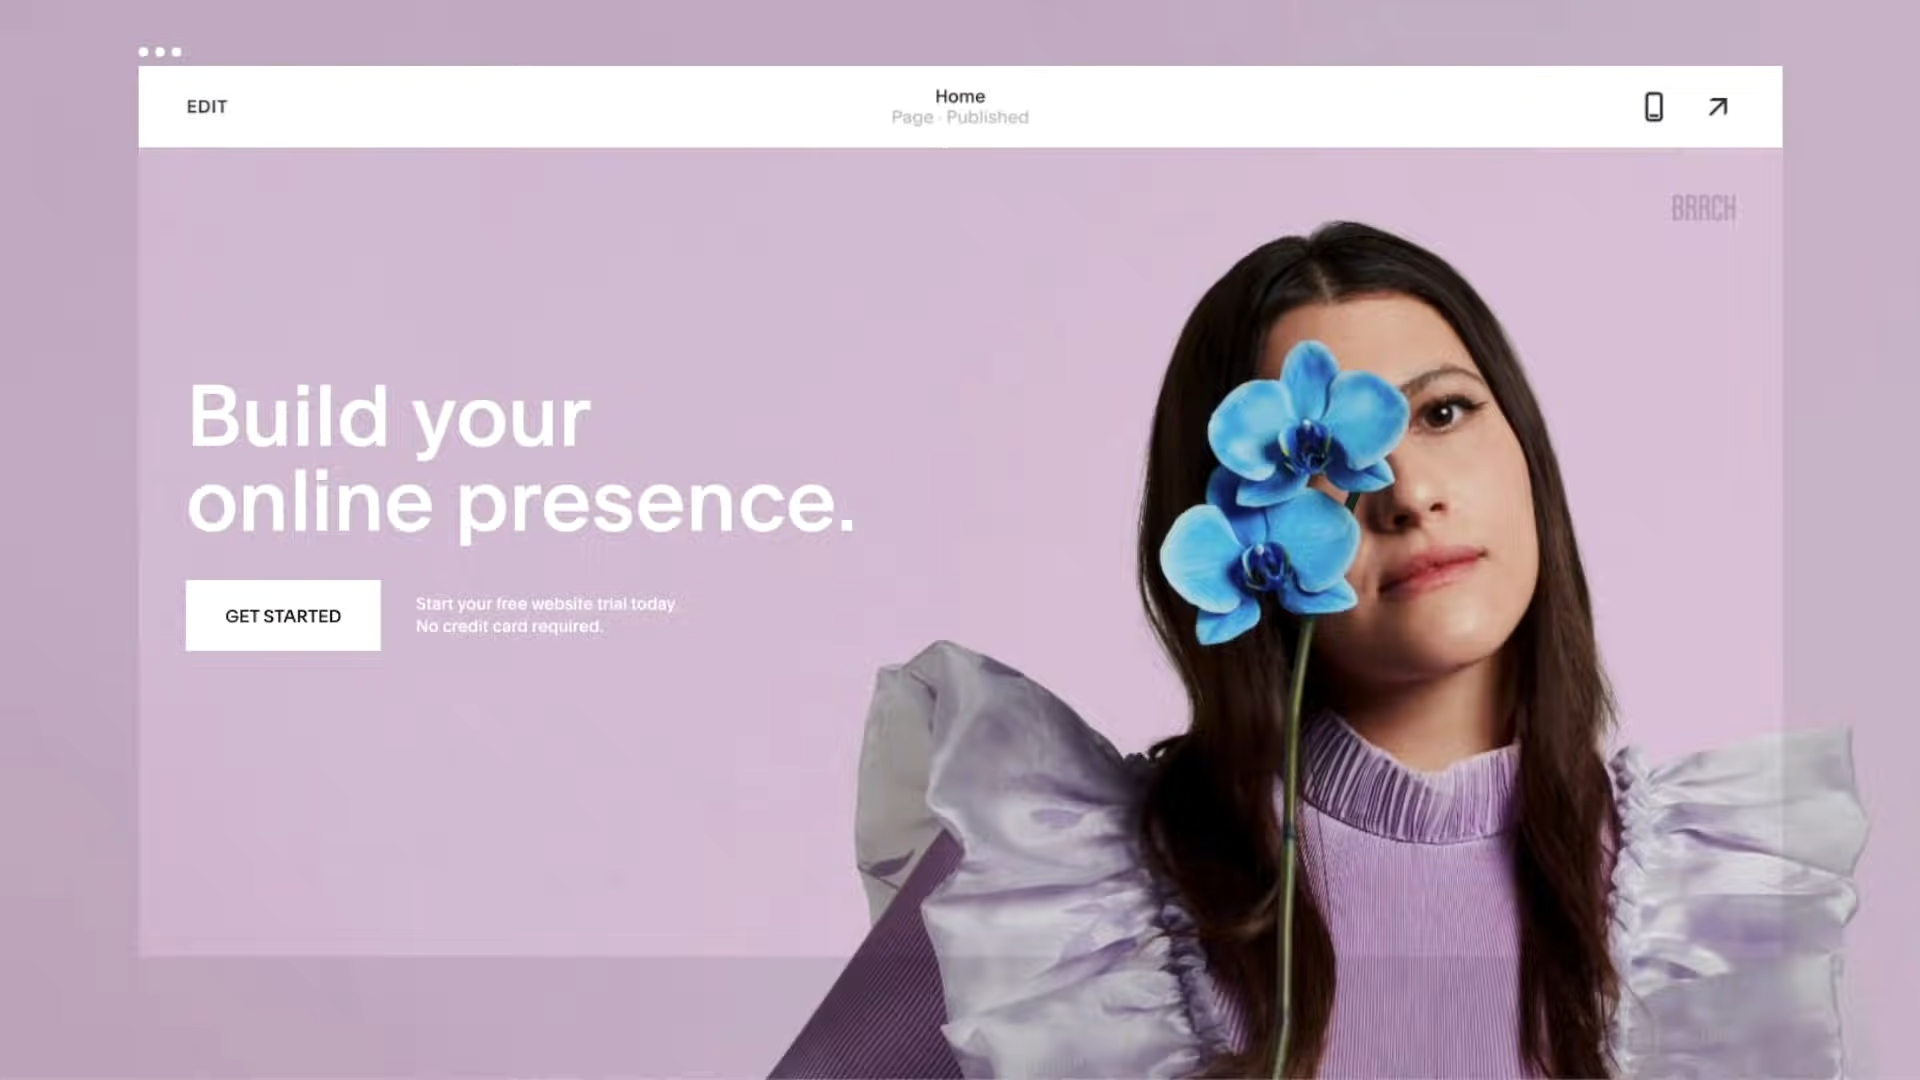 EDIT
Home
Page · Published
BRRCH
Build your
online presence.
GET STARTED
Start your free website trial today
No credit card required.